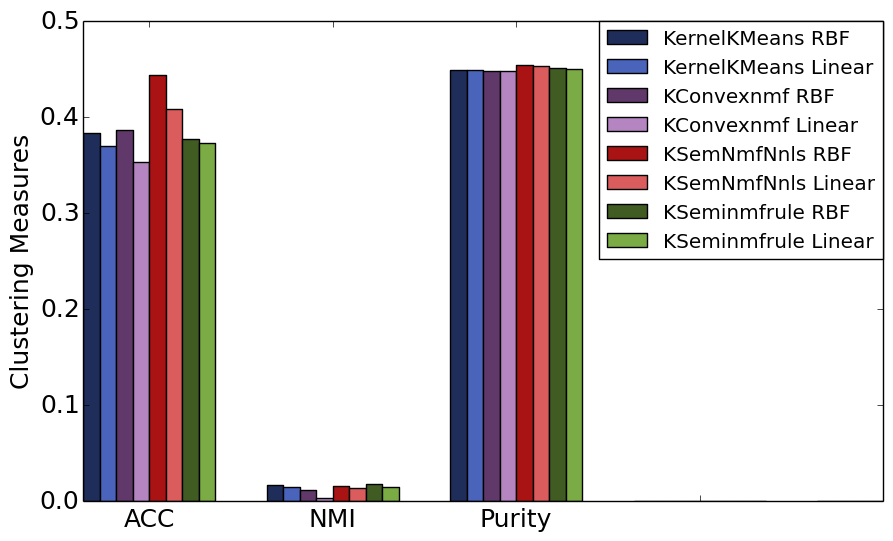 0.5
0.4
0.3
0.2
0.1
0.0
Clustering Measures
ACC
NMI
Purity
KernelKMeans RBF
KernelKMeans Linear
KConvexnmf RBF
KConvexnmf Linear
KSemNmfNnls RBF
KSemNmfNnls Linear
KSeminmfrule RBF
KSeminmfrule Linear